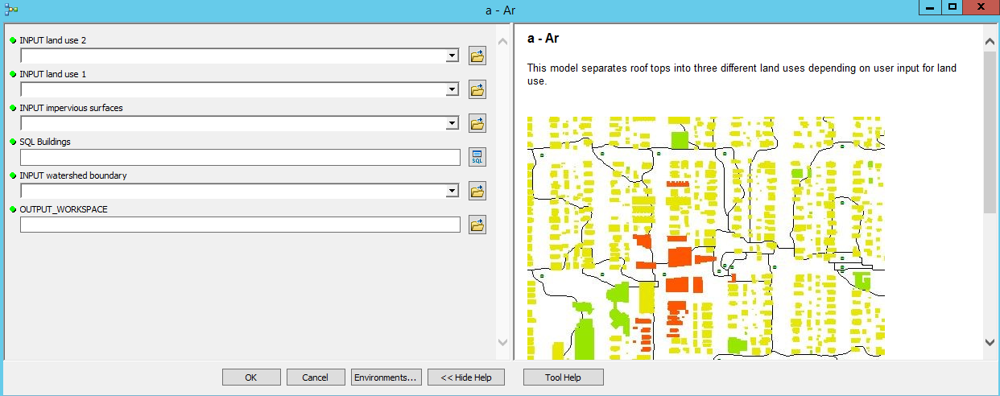 a - Ar
INPUT land use 2
INPUT land use 1
INPUT impervious surfaces
SQL Buildings
SQL
INPUT watershed boundary
OUTPUT_WORKSPACE
a - Ar
This model separates roof tops into three different land uses depending on user input for land
use.
OK
Cancel
Environments...
<< Hide Help
Tool Help